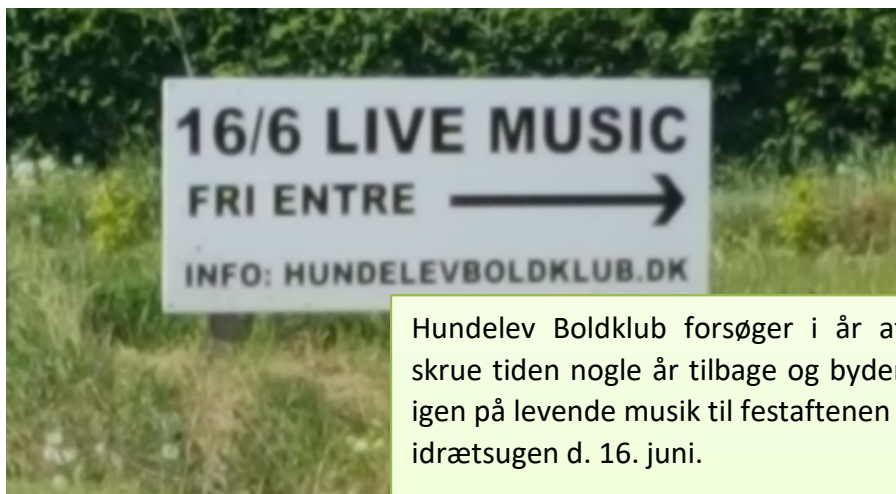 16/6 LIVE MUSIC
FRI ENTRE
INFO: HUNDELEVBOLDKLUB.DK
Hundelev Boldklub forsøger i år at
skrue tiden nogle år tilbage og byder
igen på levende musik til festaftenen
idrætsugen d. 16. juni.